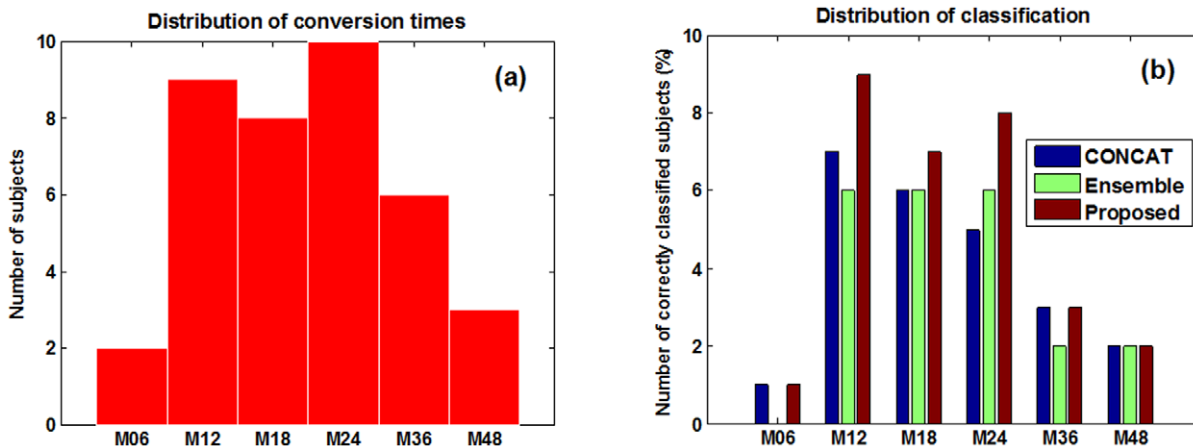 Distribution of conversion times
(a)
Number of subjects
10
8
6
4
2
0
M06 M12 M18 M24 M36 M48
Distribution of classification
(b)
Number of correctly classified subjects (%)
10
8
6
4
2
0
CONCAT
Ensemble
Proposed
M06 M12 M18 M24 M36 M48